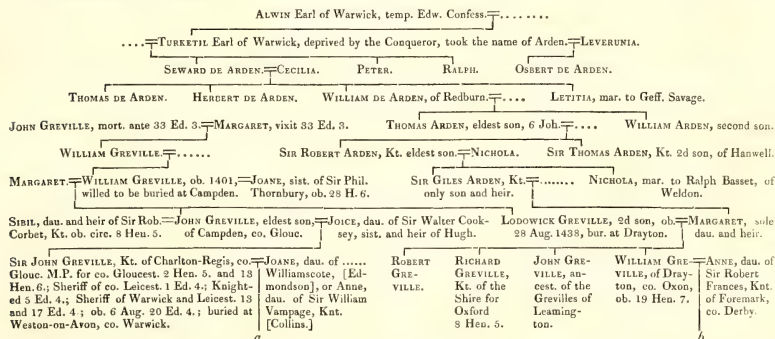 ALWIN Earl of Warwick, temp. Edw. Confess.=........
....=TURKETIL Earl of Warwick, deprived by the Conqueror, took the name of Arden.=LEVERUNIA.
SEWARD DE ARDEN.=CECILIA. PETER. RALPH. OSBERT DE ARDEN.
THOMAS DE ARDEN. HERBERT DE ARDEN. WILLIAM DE ARDEN, of Redburn.=.... LETITIA, mar. to Geff. Savage.
JOHN GREVILLE, mort. ante 33 Ed. 3.=MARGARET, vixit 33 Ed. 3. THOMAS ARDEN, eldest son, 6 Joh.=.... WILLIAM ARDEN, second son.
WILLIAM GREVILLE.=...... SIR ROBERT ARDEN, Kt. eldest son.=NICHOLA. SIR THOMAS ARDEN, Kt. 2d son, of Hanwell.
MARGARET.=WILLIAM GREVILLE, ob. 1401,=JOANE, sist. of Sir Phil. SIR GILES ARDEN, Kt.=........ NICHOLA, mar. to Ralph Basset, of
willed to be buried at Campden. Thornbury, ob. 28 H. 6. only son and heir. Weldon.
SIBIL, dau. and heir of Sir Rob.=JOHN GREVILLE, eldest son,=JOICE, dau. of Sir Walter Cook- LODOWICK GREVILLE, 2d son, ob.=MARGARET, sole
Corbet, Kt. ob. circ. 8 Hen. 5. of Campden, co. Glouc. sey, sist. and heir of Hugh. 28 Aug. 1438, bur. at Drayton. dau. and heir.
SIR JOHN GREVILLE, Kt. of Charlton-Regis, co.=JOANE, dau. of ...... ROBERT RICHARD JOHN GRE- WILLIAM GRE-=ANNE, dau. of
Glouc. M.P. for co. Gloucest. 2 Hen. 5. and 13 Williamscote, [Ed- GRE- GREVILLE, VILLE, an- VILLE, of Dray- Sir Robert
Hen. 6.; Sheriff of co. Leicest. 1 Ed. 4.; Knight- mondson], or Anne, VILLE. Kt. of the cest. of the ton, co. Oxon, Frances, Knt.
ed 5 Ed. 4.; Sheriff of Warwick and Leicest. 13 dau. of Sir William Shire for Grevilles of ob. 19 Hen. 7. of Foremark,
and 17 Ed. 4.; ob. 6 Aug. 20 Ed. 4.; buried at Vampage, Knt. Oxford Leaming- co. Derby.
Weston-on-Avon, co. Warwick. [Collins.] 8 Hen. 5. ton.
a b